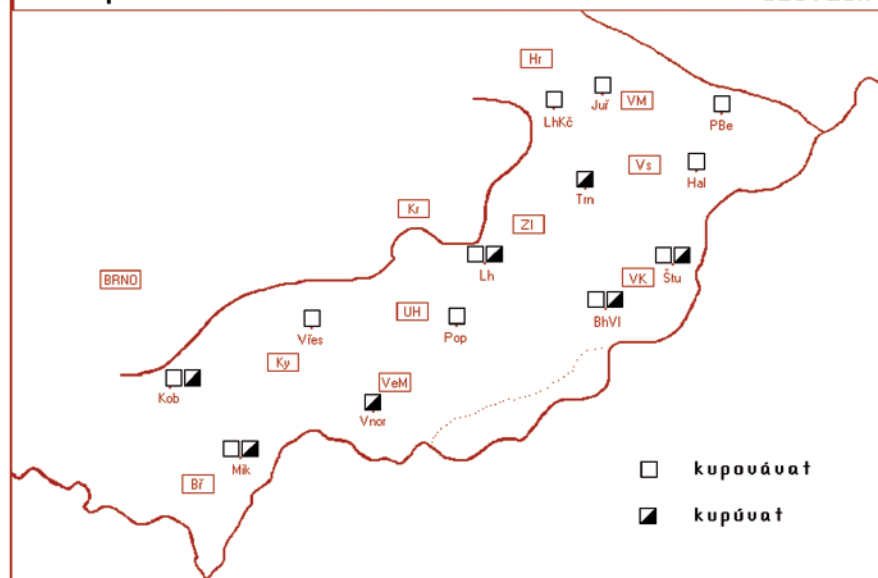 Hr
Juř
VM
LhKč
PBe
Vs
Hal
Trn
Kr
Zl
BRNO
Lh
VK
Štu
UH
BhVl
Vřes
Pop
Ky
Kob
VeM
Vnor
Mik
Bř
kupovávat
kupúvat